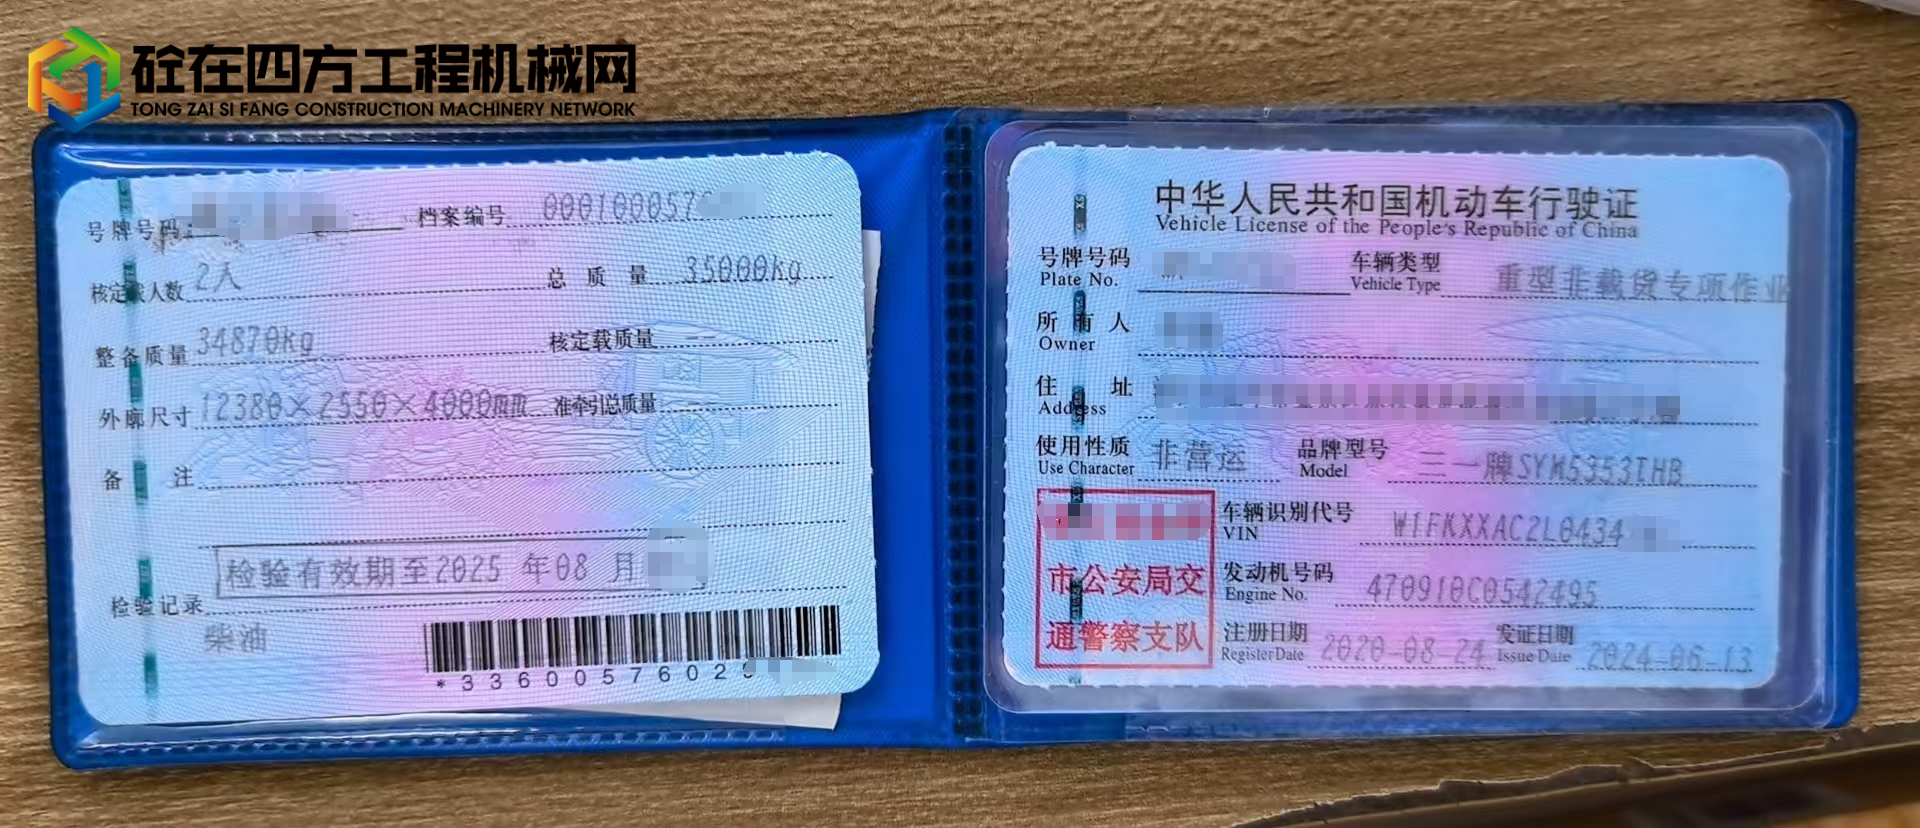 砼在四方工程机械网
TONG ZAI SI FANG CONSTRUCTION MACHINERY NETWORK
号牌号码: 档案编号 000100057
核定载人数 2人 总质量 35000kg
整备质量 34870kg 核定载质量 --
外廓尺寸 12380×2550×4000mm 准牵引总质量 --
备注
检验有效期至2025 年08 月
检验记录
柴油
*3360057602
中华人民共和国机动车行驶证
Vehicle License of the People's Republic of China
号牌号码 车辆类型 重型非载货专项作业
Plate No. Vehicle Type
所有人
Owner
住址
Address
使用性质 非营运 品牌型号 三一牌SYM5353THB
Use Character Model
车辆识别代号 W1FKXXAC2L0434
VIN
市公安局交
通警察支队
发动机号码 470910C0542495
Engine No.
注册日期 2020-08-24 发证日期 2024-06-13
Register Date Issue Date